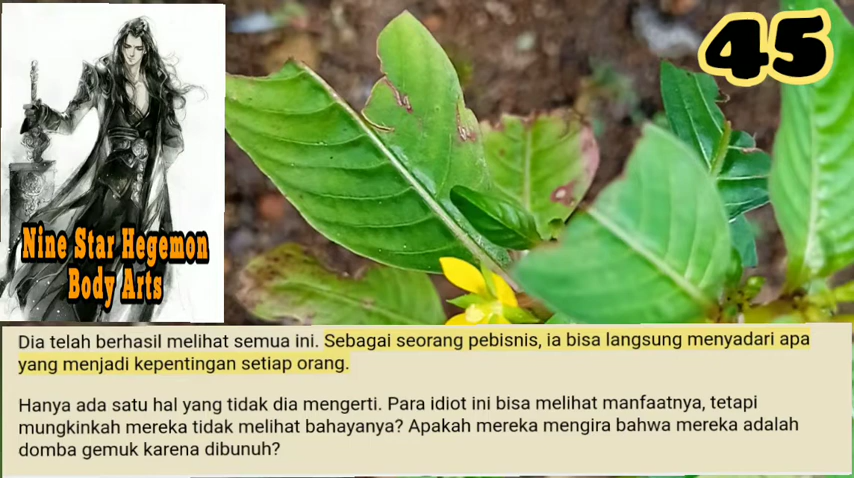 45
Nine Star Hegemon
Body Arts
Dia telah berhasil melihat semua ini. Sebagai seorang pebisnis, ia bisa langsung menyadari apa
yang menjadi kepentingan setiap orang.
Hanya ada satu hal yang tidak dia mengerti. Para idiot ini bisa melihat manfaatnya, tetapi
mungkinkah mereka tidak melihat bahayanya? Apakah mereka mengira bahwa mereka adalah
domba gemuk karena dibunuh?